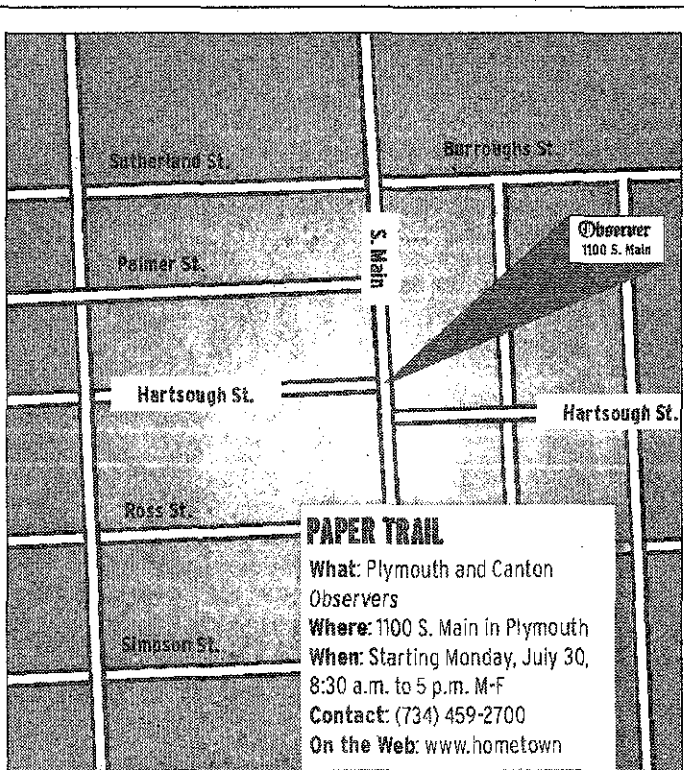 Sutherland St.
Burroughs St.
Observer
1100 S. Main
S. Main
Palmer St.
Hartsough St.
Hartsough St.
Ross St.
PAPER TRAIL
What: Plymouth and Canton
Observers
Where: 1100 S. Main in Plymouth
When: Starting Monday, July 30,
8:30 a.m. to 5 p.m. M-F
Contact: (734) 459-2700
On the Web: www.hometown
Simpson St.